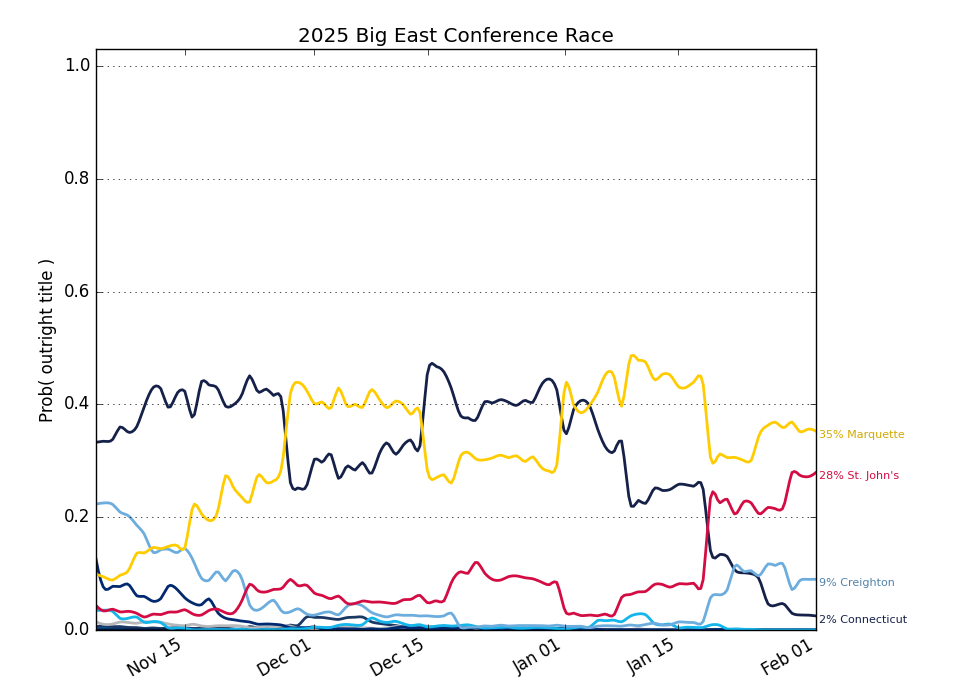 2025 Big East Conference Race
Prob( outright title )
1.0
0.8
0.6
0.4
0.2
0.0
35% Marquette
28% St. John's
9% Creighton
2% Connecticut
Nov 15
Dec 01
Dec 15
Jan 01
Jan 15
Feb 01